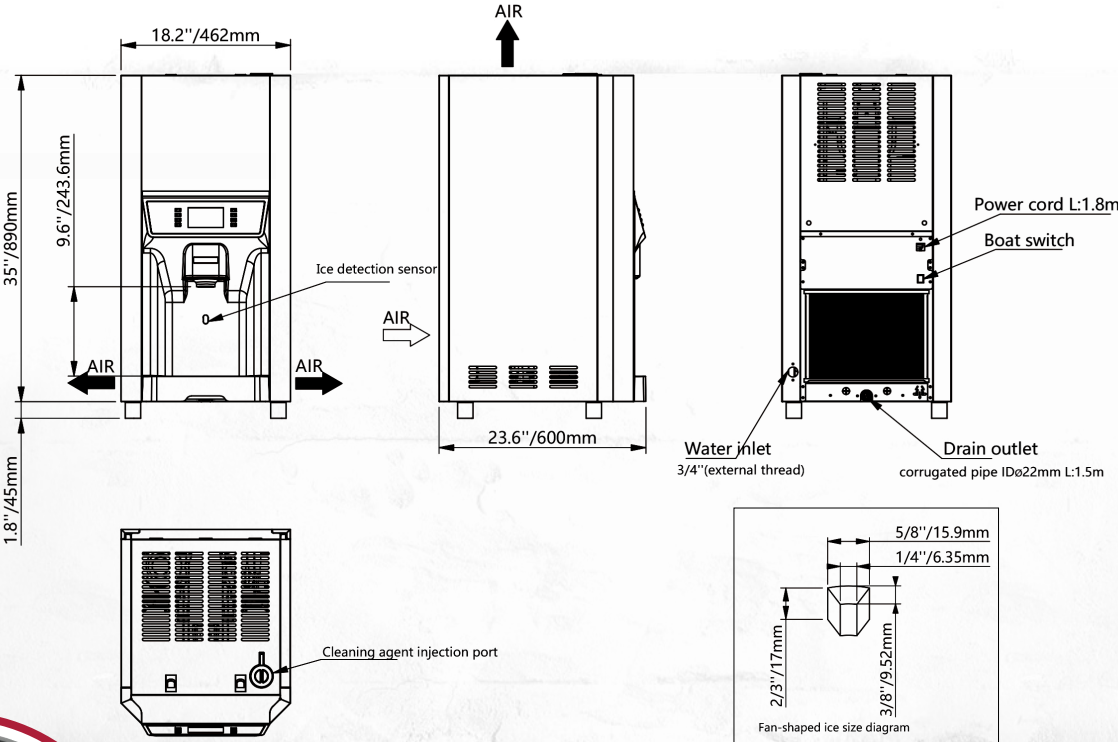 AIR
18.2''/462mm
35''/890mm
9.6''/243.6mm
Ice detection sensor
AIR
AIR
1.8''/45mm
AIR
23.6''/600mm
Power cord L:1.8m
Boat switch
Water inlet
3/4''(external thread)
Drain outlet
corrugated pipe IDø22mm L:1.5m
Cleaning agent injection port
5/8''/15.9mm
1/4''/6.35mm
2/3''/17mm
3/8''/9.52mm
Fan-shaped ice size diagram